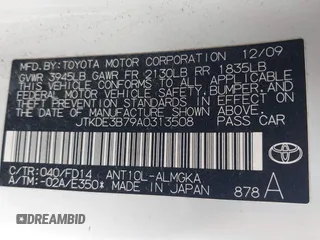 MFD. BY: TOYOTA MOTOR CORPORATION 12/09
GVWR 3945LB GAWR FR 2130LB RR 1835LB
THIS VEHICLE CONFORMS TO ALL APPLICABLE
FEDERAL MOTOR VEHICLE SAFETY, BUMPER, AND
THEFT PREVENTION STANDARDS IN EFFECT ON
THE DATE OF MANUFACTURE SHOWN ABOVE.
JTKDE3B79A0313508 PASS. CAR
C/TR: 040/FD14 ANT10L-ALMGKA
A/TM: -02A/E350* MADE IN JAPAN
TOYOTA
878 A
OTOBID